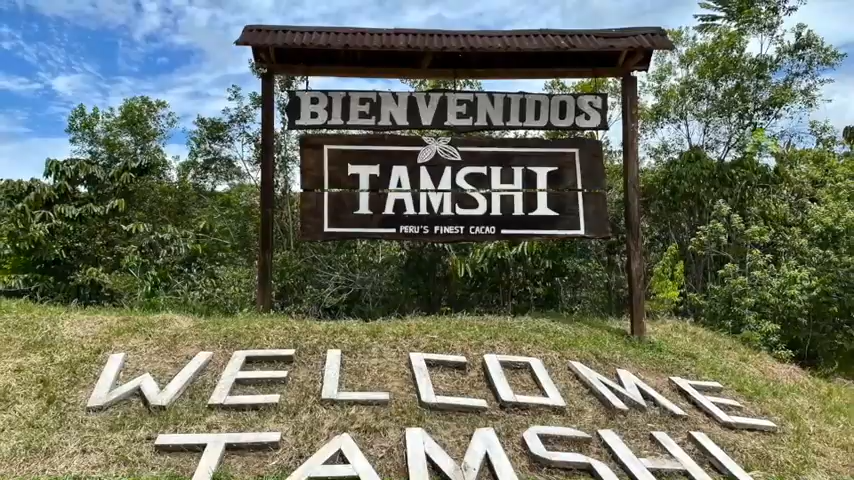 BIENVENIDOS
TAMSHI
PERU'S FINEST CACAO
WELCOME
TAMSHI